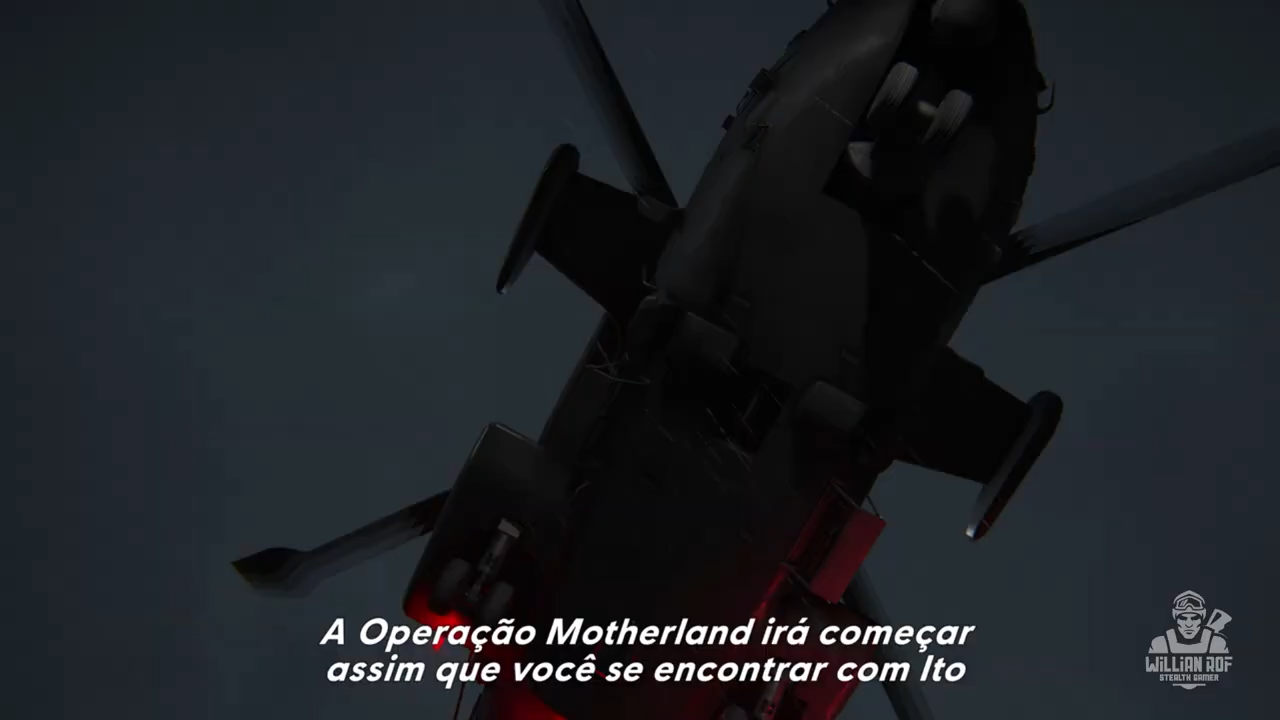 A Operação Motherland irá começar
assim que você se encontrar com Ito
WILLIAN ROF
STEALTH GAMER